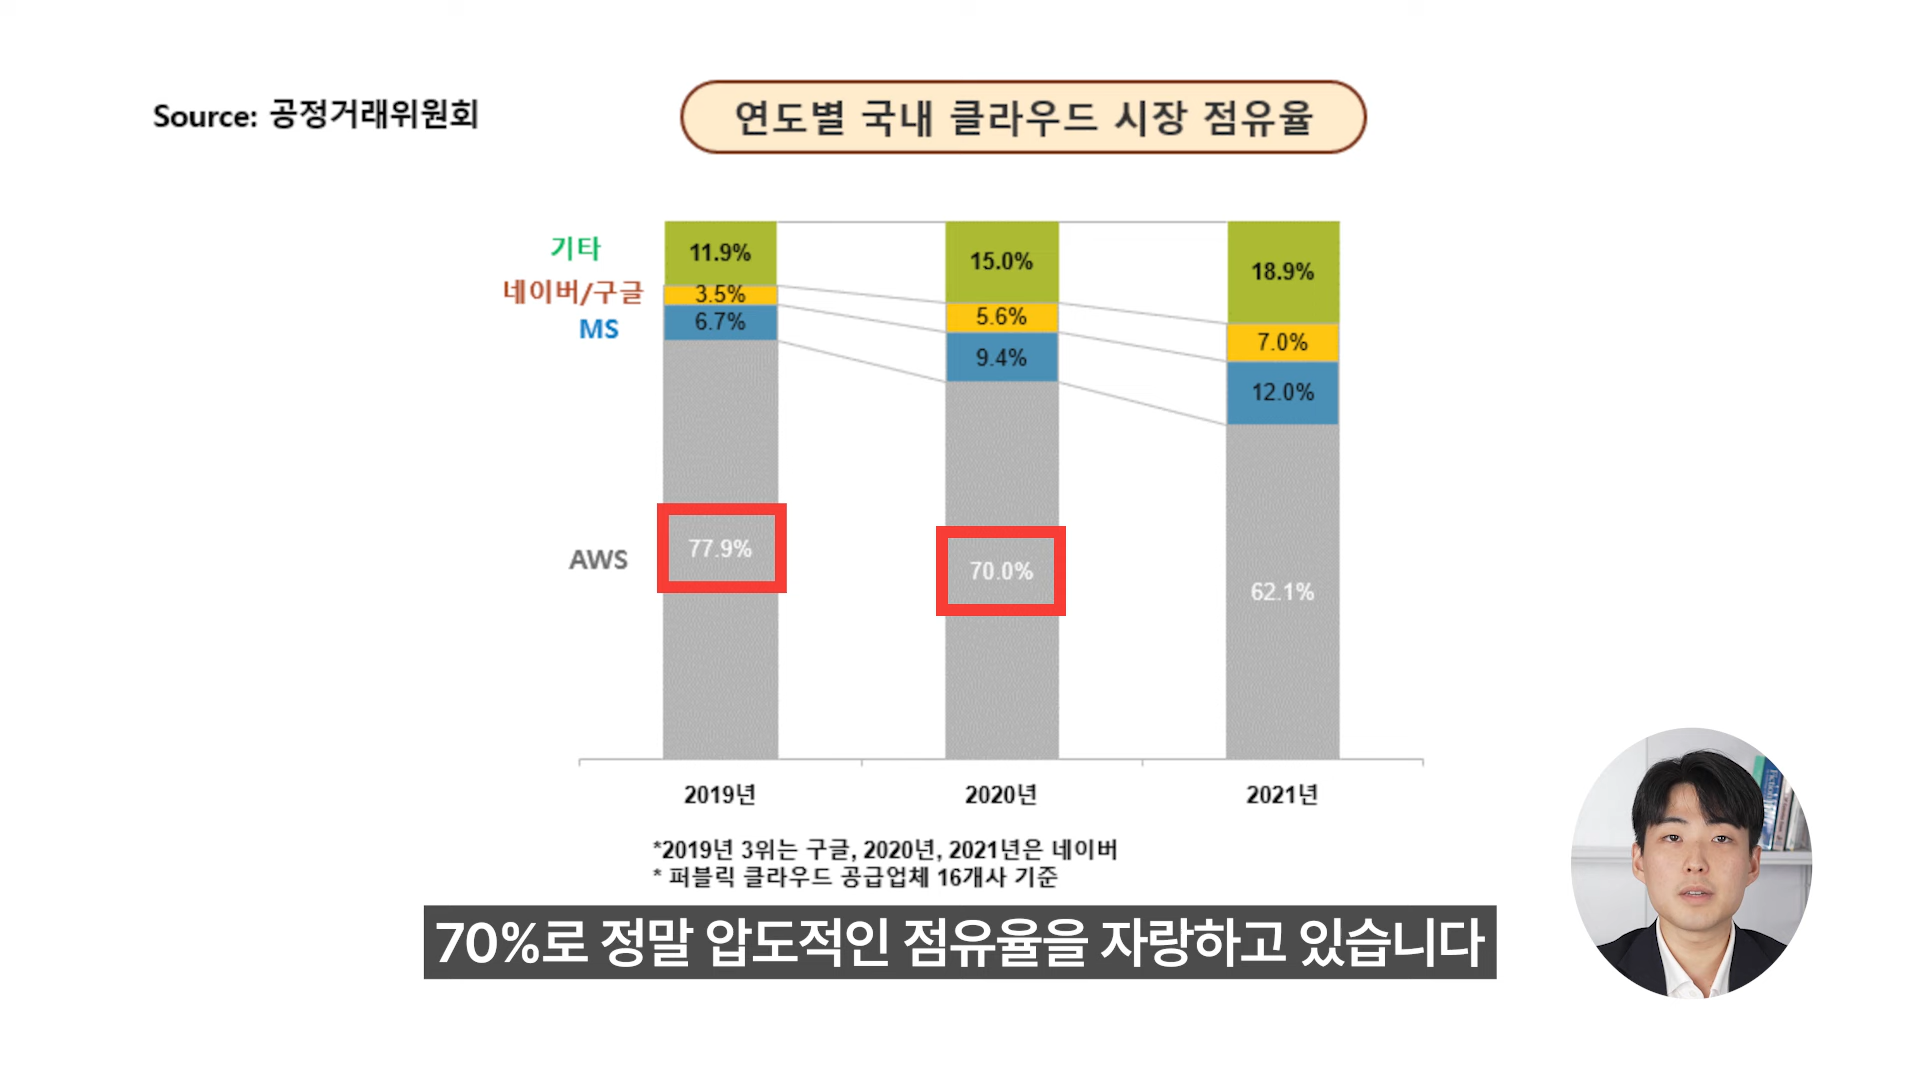 Source: 공정거래위원회
연도별 국내 클라우드 시장 점유율
기타
네이버/구글
MS
AWS
11.9%
3.5%
6.7%
77.9%
15.0%
5.6%
9.4%
70.0%
18.9%
7.0%
12.0%
62.1%
2019년
2020년
2021년
*2019년 3위는 구글, 2020년, 2021년은 네이버
* 퍼블릭 클라우드 공급업체 16개사 기준
70%로 정말 압도적인 점유율을 자랑하고 있습니다